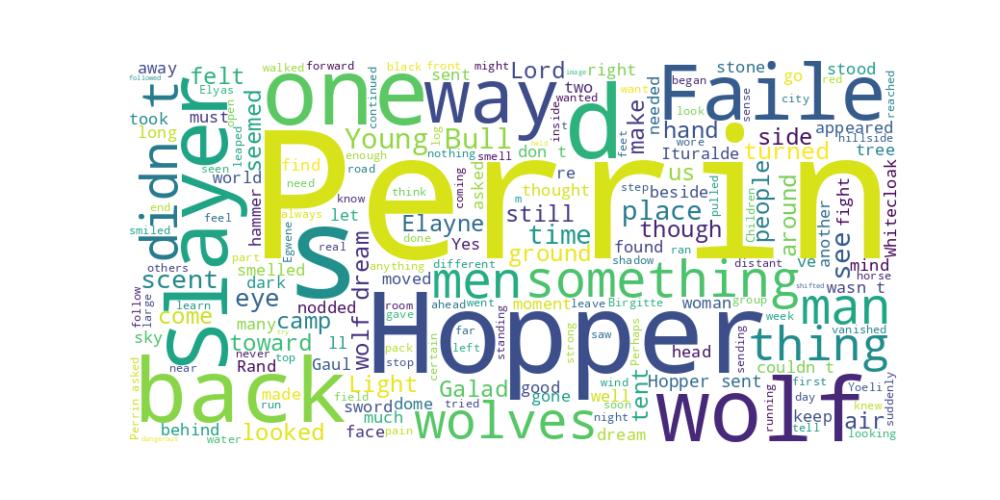 Perrin
Hopper
one
way
d
Faile
slayer
s
back
wolf
something
men
man
thing
wolves
didn t
Young Bull
Lord
felt
away
followed
walked
forward
black
front
might
right
stone
go
red
stood
reached
sent
two
image
began
took
long
must
Elyas
open
leaped
seemed
continued
want
wanted
inside
make
needed
look
sense
city
hand
side
wore
appeared
hillside
tree
seen
world
find
enough
log
nothing
smell
don t
feet
Ituralde
turned
end
smiled
feel
hammer
need
road
coming
asked
re
us
always
know
think
thought
step
beside
pulled
Children
people
around
another
see
fight
Whitecloak
let
m
place
Egwene
real
Elayne
done
still
though
part
Yes
time
ground
found
ran
shadow
distant
ve
mind
horse
wasn t
others
scent
smelled
dark
anything
different
moved
eye
nodded
wolf dream
learn
come
follow
large
many
camp
room
gave
ahead
went
moment
leave
Birgitte
woman
group
shifted
week
vanished
sky
toward
ll
far
left
standing
strong
saw
Perhaps
head
sending
couldn t
never
top
Rand
Gaul
pack
stop
certain
near
Light
Galad
good
gone
wind
well
tent
Hopper sent
running
first
day
Yoeli
suddenly
Perrin asked
made
run
field
sword
dome
tried
soon
night
keep
air
knew
tell
looking
behind
looked
much
face
pain
dream
water
dangerous